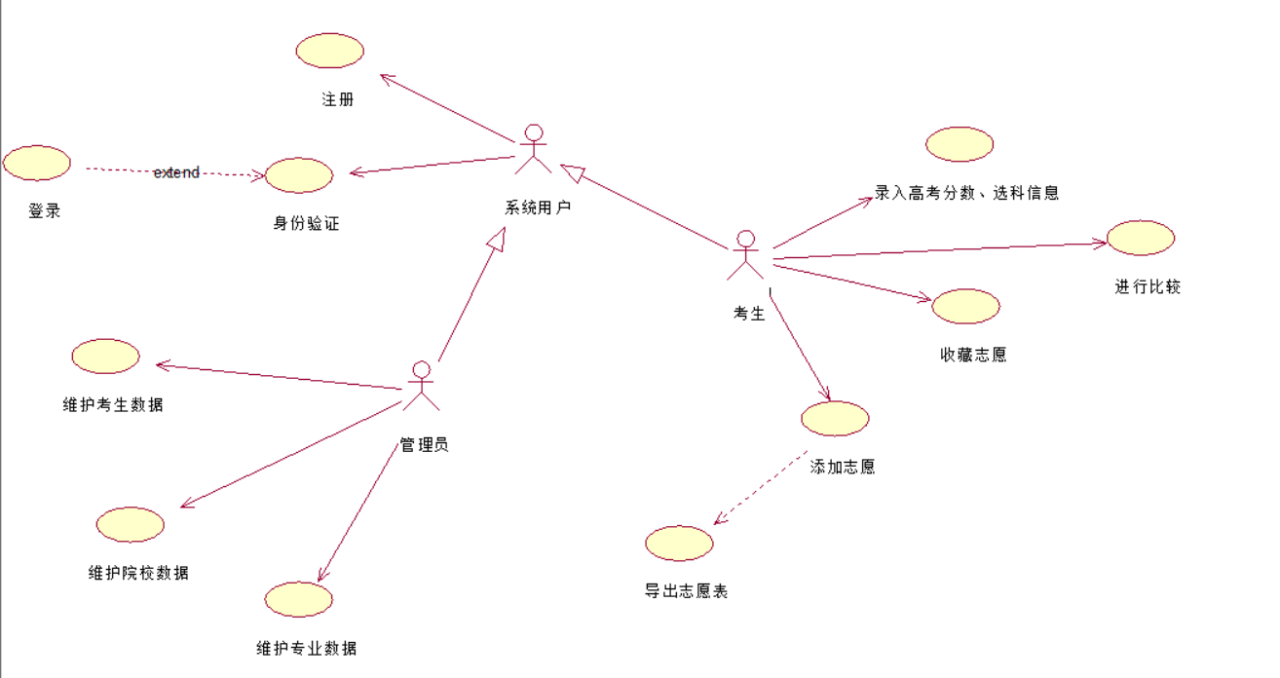 注册
extend
登录
身份验证
系统用户
录入高考分数、选科信息
进行比较
考生
收藏志愿
维护考生数据
管理员
添加志愿
维护院校数据
导出志愿表
维护专业数据